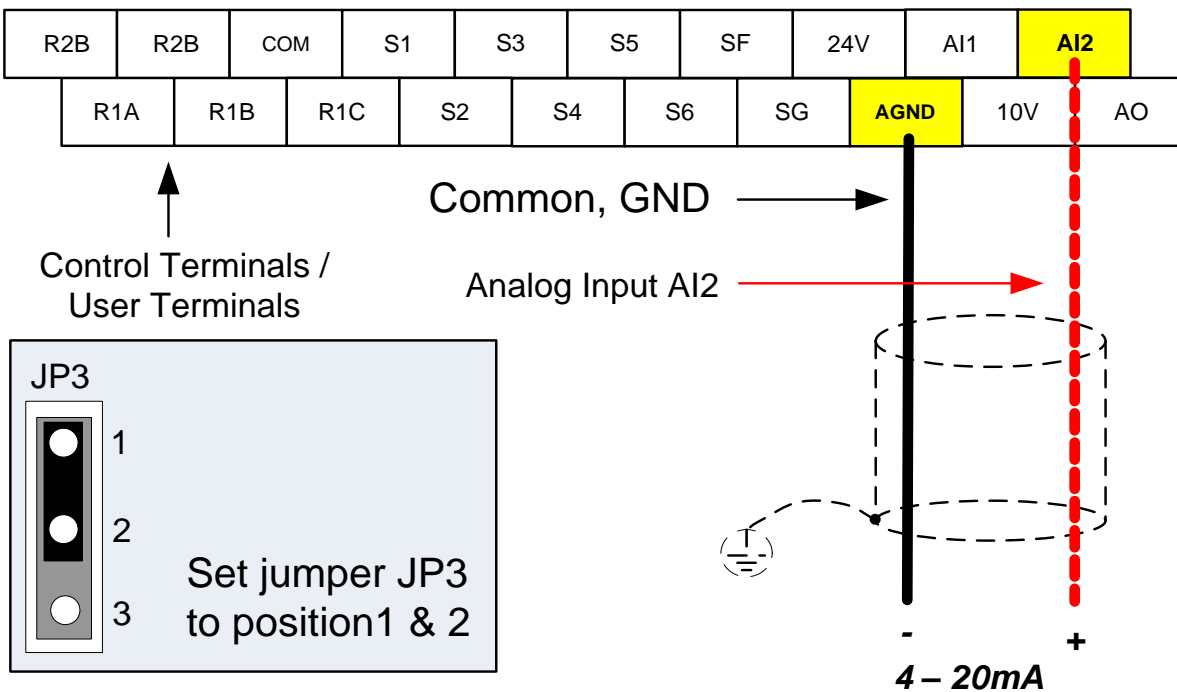 R2B R2B COM S1 S3 S5 SF 24V AI1 AI2
R1A R1B R1C S2 S4 S6 SG AGND 10V AO
Common, GND
Control Terminals /
User Terminals
Analog Input AI2
JP3
1
2
3
Set jumper JP3
to position1 & 2
- +
4 – 20mA